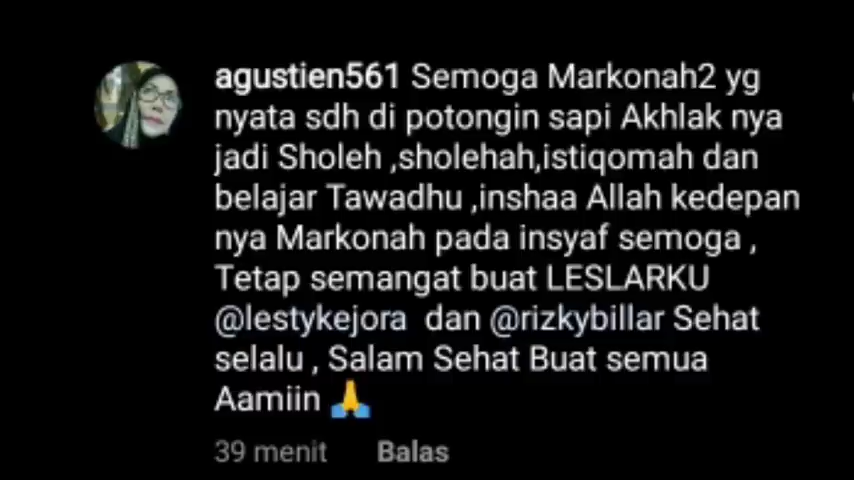 agustien561 Semoga Markonah2 yg
nyata sdh di potongin sapi Akhlak nya
jadi Sholeh ,sholehah,istiqomah dan
belajar Tawadhu ,inshaa Allah kedepan
nya Markonah pada insyaf semoga ,
Tetap semangat buat LESLARKU
@lestykejora dan @rizkybillar Sehat
selalu , Salam Sehat Buat semua
Aamiin 🙏
39 menit Balas